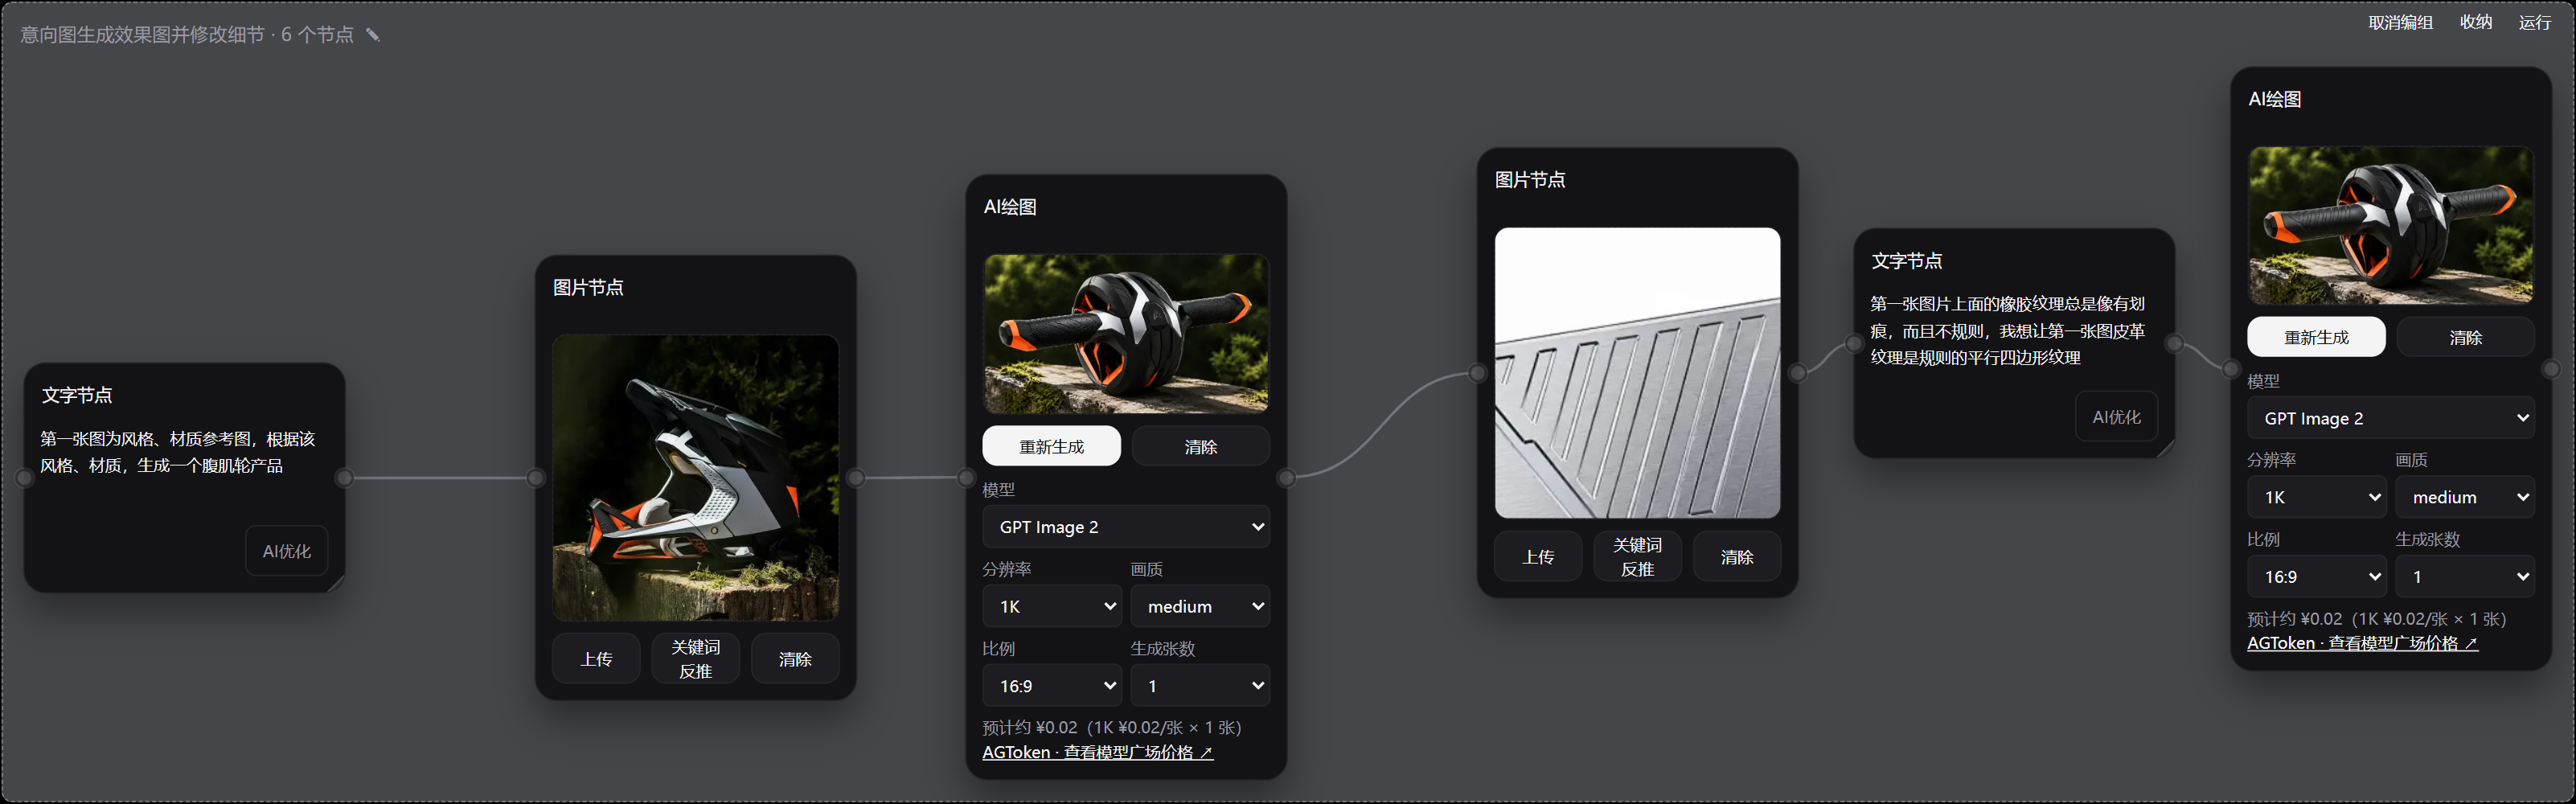 意向图生成效果图并修改细节 · 6 个节点
取消编组 收纳 运行
文字节点
第一张图为风格、材质参考图，根据该
风格、材质，生成一个腹肌轮产品
AI优化
图片节点
上传
关键词
反推
清除
AI绘图
重新生成
清除
模型
GPT Image 2
分辨率 画质
1K medium
比例 生成张数
16:9 1
预计约 ¥0.02（1K ¥0.02/张 × 1 张）
AGToken · 查看模型广场价格 ↗
图片节点
上传
关键词
反推
清除
文字节点
第一张图片上面的橡胶纹理总是像有划
痕，而且不规则，我想让第一张图皮革
纹理是规则的平行四边形纹理
AI优化
AI绘图
重新生成
清除
模型
GPT Image 2
分辨率 画质
1K medium
比例 生成张数
16:9 1
预计约 ¥0.02（1K ¥0.02/张 × 1 张）
AGToken · 查看模型广场价格 ↗